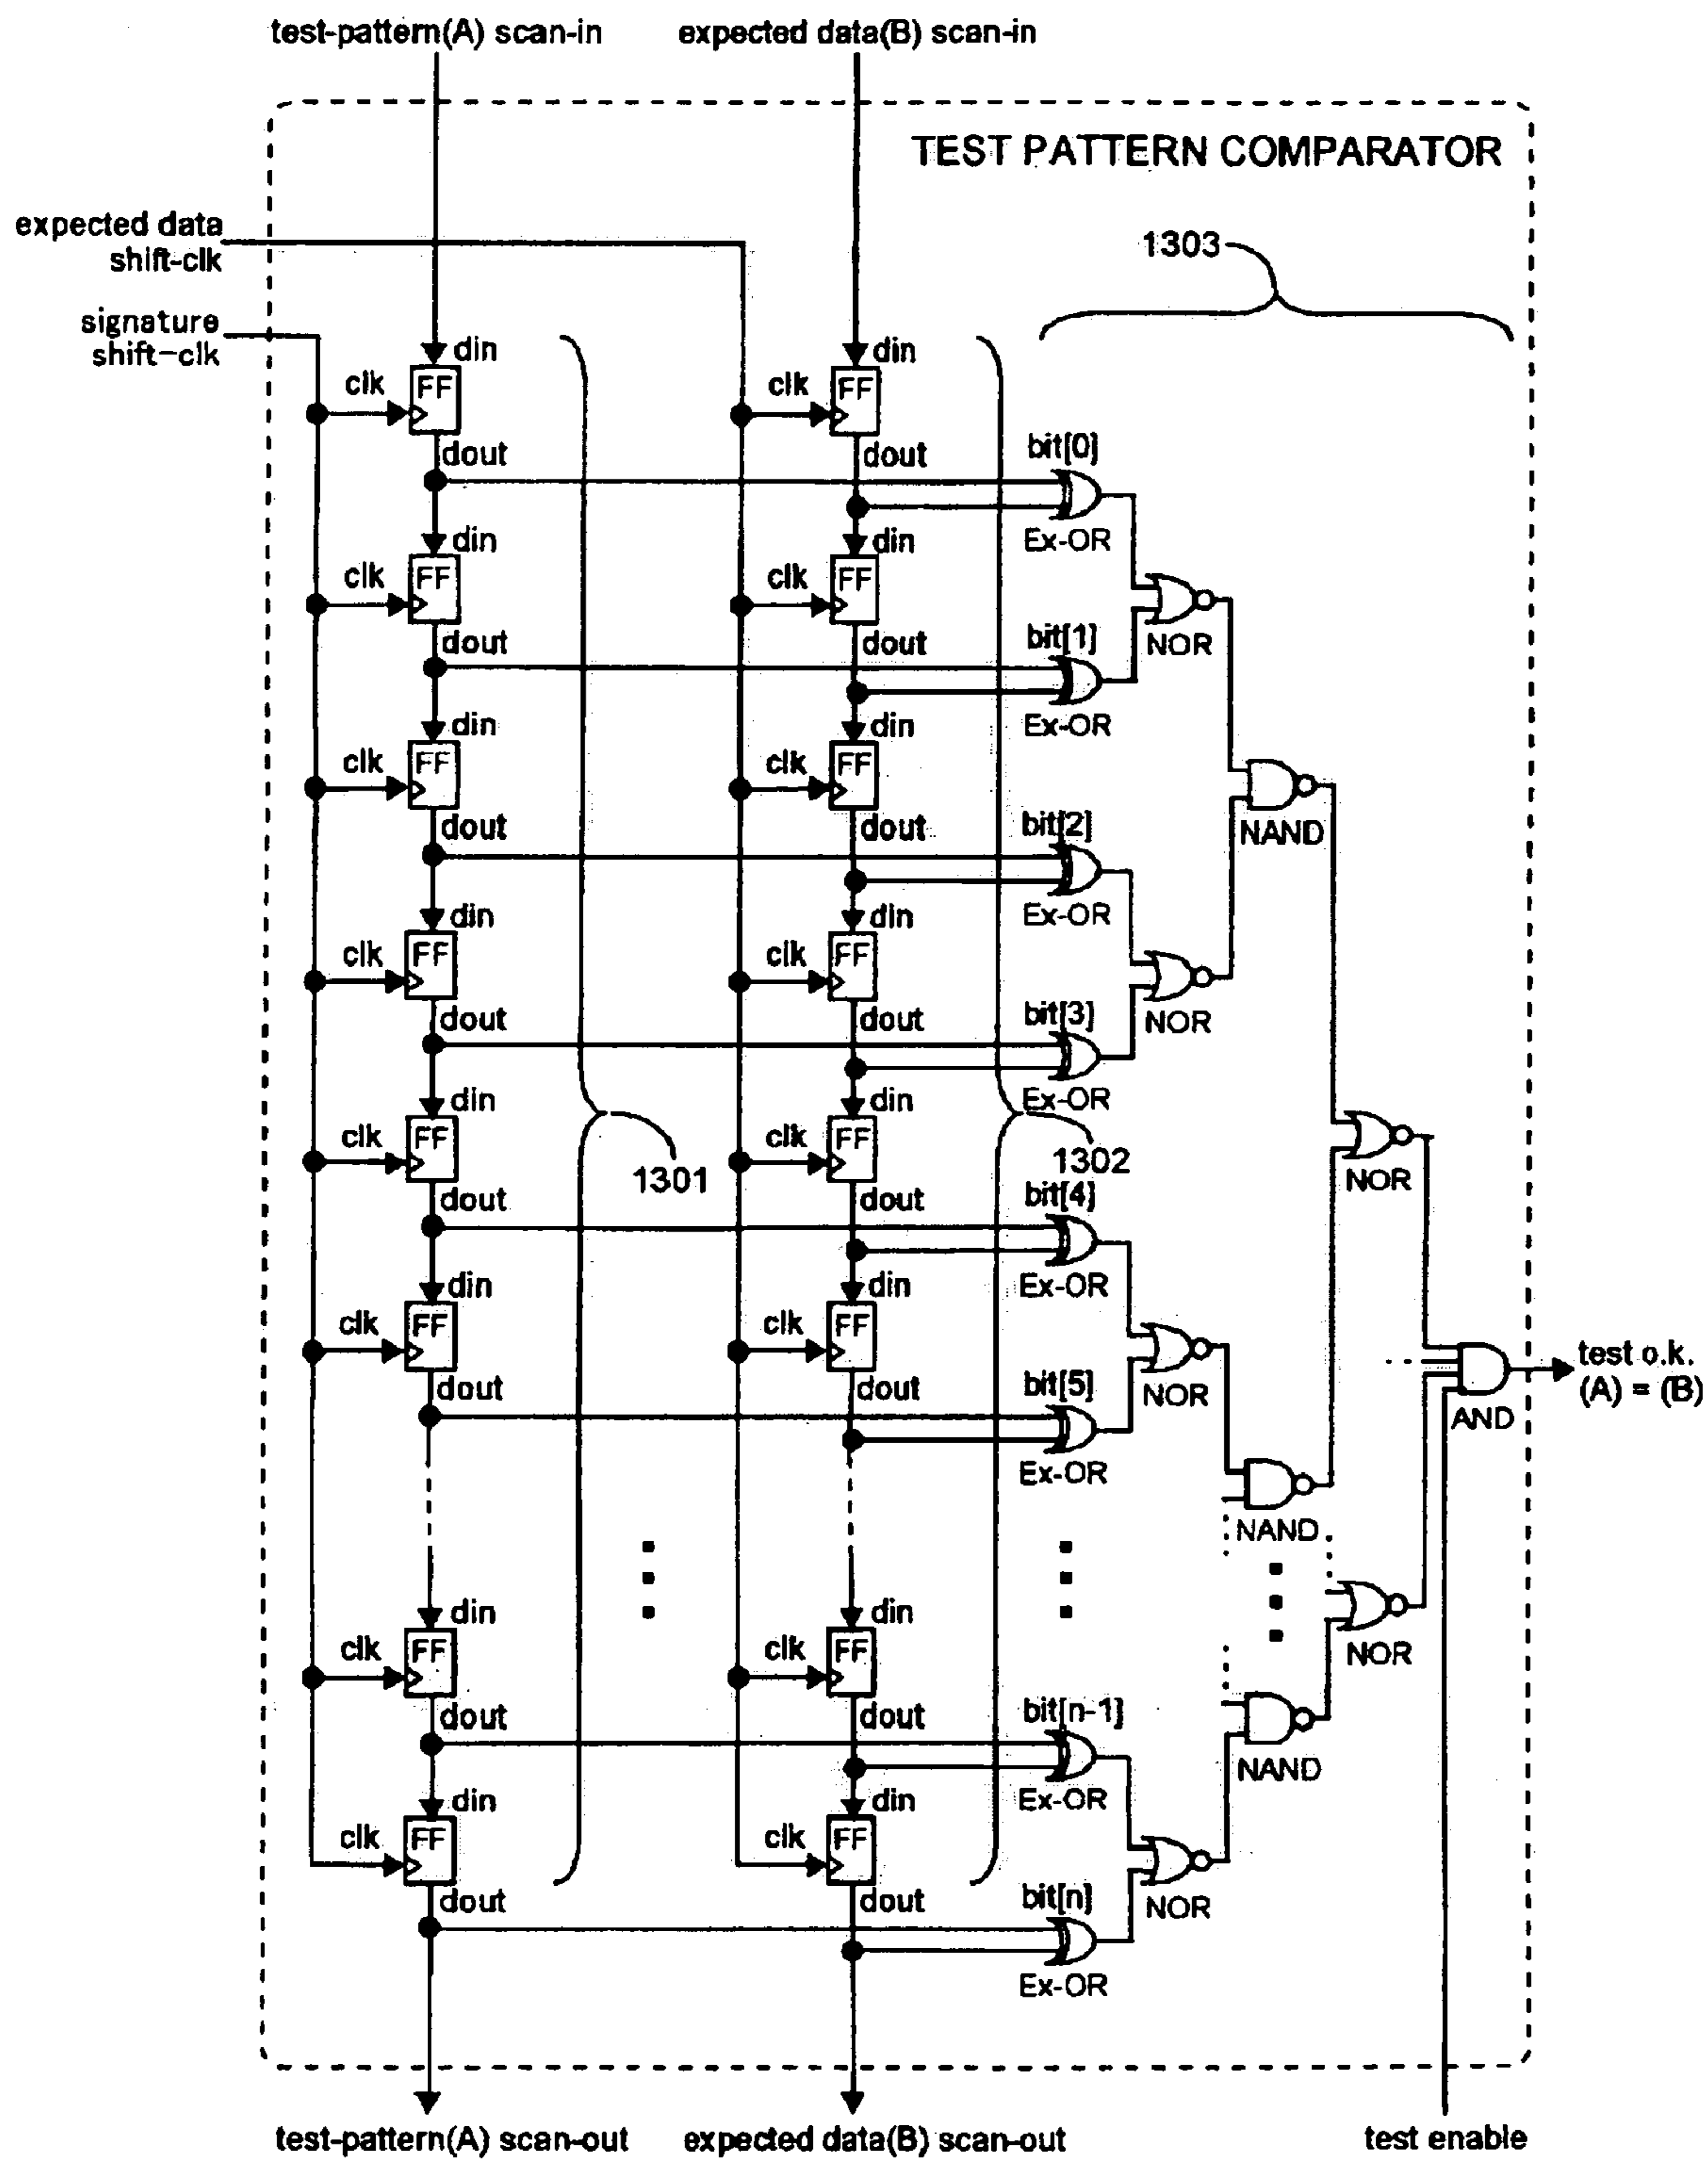 test-pattern(A) scan-in
expected data(B) scan-in
TEST PATTERN COMPARATOR
expected data
shift-clk
1303
signature
shift-clk
din
din
clk
FF
clk
FF
dout
dout
bit[0]
Ex-OR
din
din
clk
FF
clk
FF
NOR
dout
dout
bit[1]
Ex-OR
din
din
clk
FF
clk
FF
NAND
dout
dout
bit[2]
Ex-OR
din
din
clk
FF
clk
FF
dout
dout
bit[3]
NOR
Ex-OR
din
din
clk
FF
clk
FF
1301
1302
NOR
dout
dout
bit[4]
Ex-OR
din
din
clk
FF
clk
FF
test o.k.
(A) = (B)
dout
dout
bit[5]
NOR
AND
Ex-OR
NAND
din
din
clk
FF
clk
FF
NOR
dout
dout
bit[n-1]
NAND
Ex-OR
din
din
clk
FF
clk
FF
dout
dout
bit[n]
NOR
Ex-OR
test-pattern(A) scan-out
expected data(B) scan-out
test enable